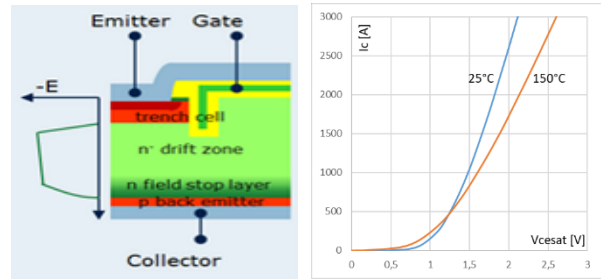 Emitter Gate
-E
trench cell
n- drift zone
n field stop layer
p back emitter
Collector
Ic [A]
3000
2500
2000
1500
1000
500
0
25°C
150°C
Vcesat [V]
0 0,5 1 1,5 2 2,5 3